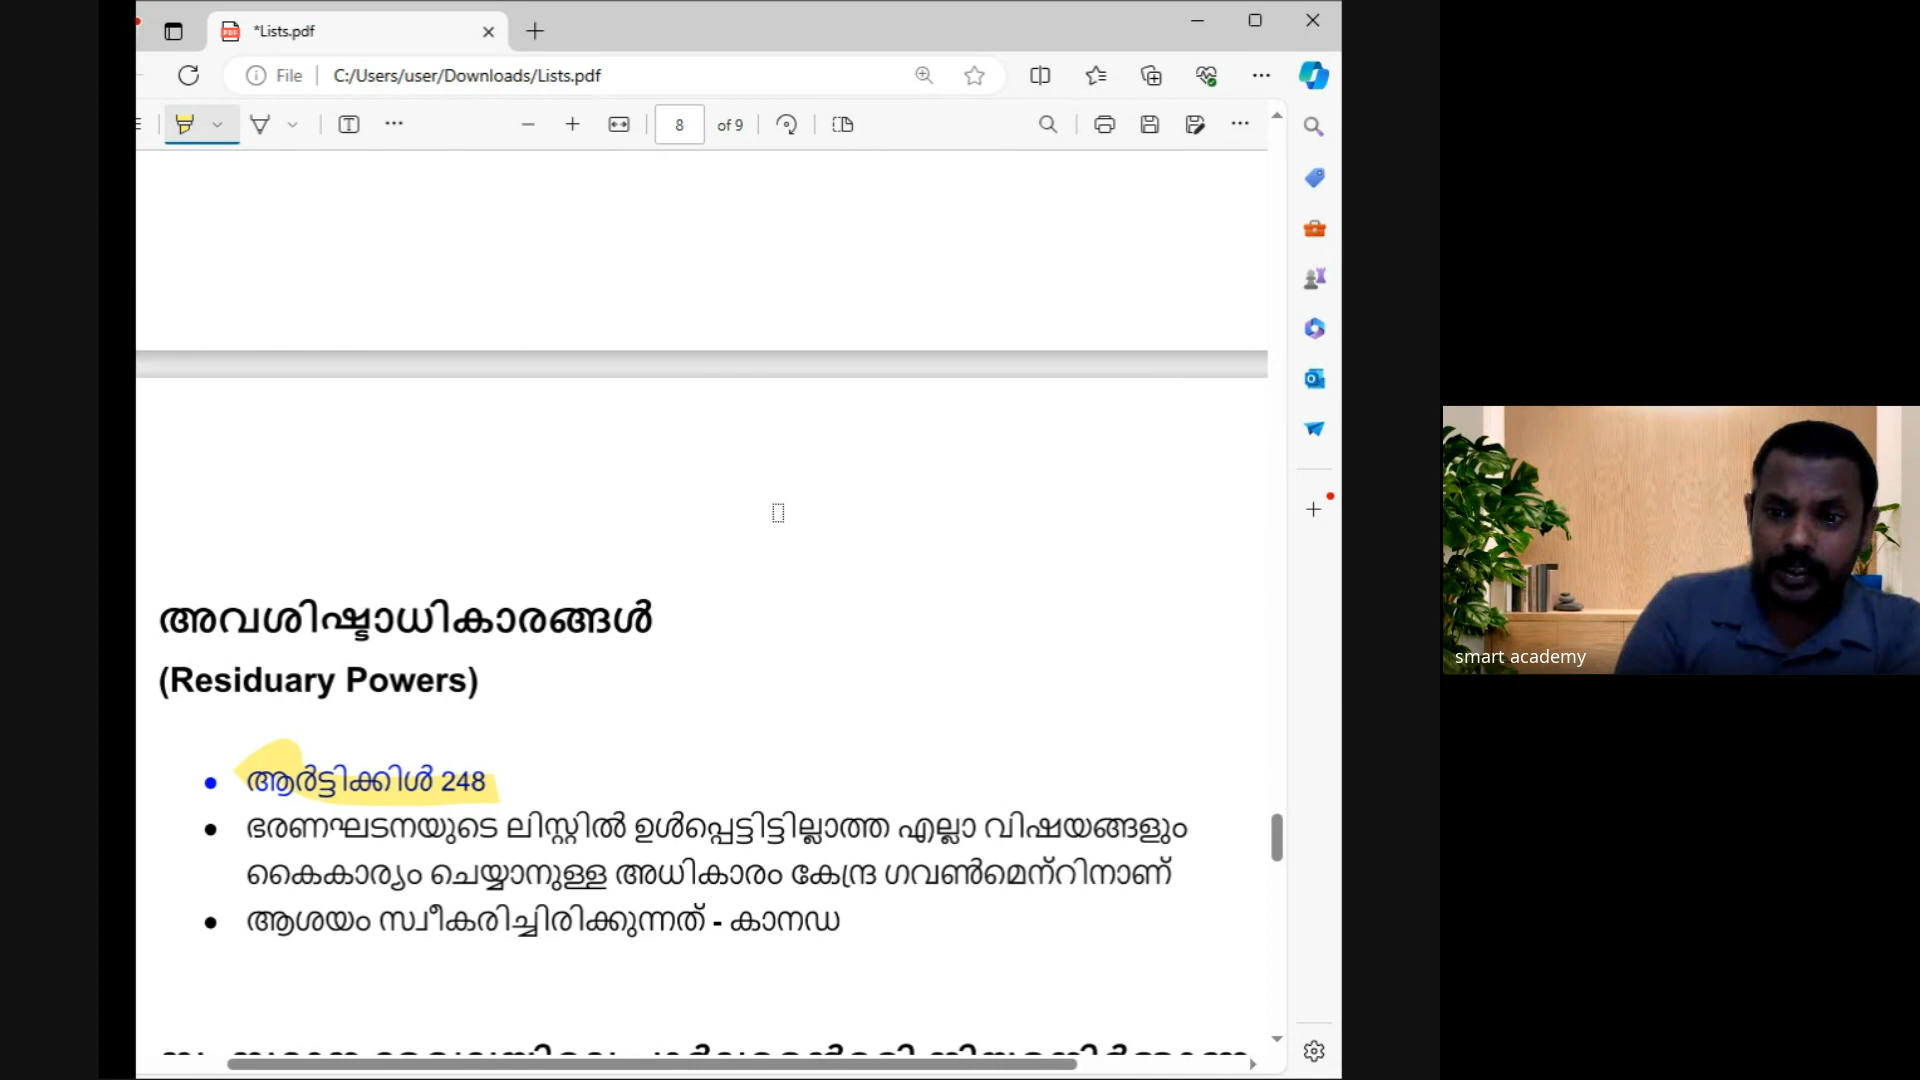 *Lists.pdf
File
C:/Users/user/Downloads/Lists.pdf
8 of 9
അവശിഷ്ടാധികാരങ്ങൾ
(Residuary Powers)
● ആർട്ടിക്കിൾ 248
● ഭരണഘടനയുടെ ലിസ്റ്റിൽ ഉൾപ്പെട്ടിട്ടില്ലാത്ത എല്ലാ വിഷയങ്ങളും
കൈകാര്യം ചെയ്യാനുള്ള അധികാരം കേന്ദ്ര ഗവൺമെന്റിനാണ്
● ആശയം സ്വീകരിച്ചിരിക്കുന്നത് - കാനഡ
smart academy